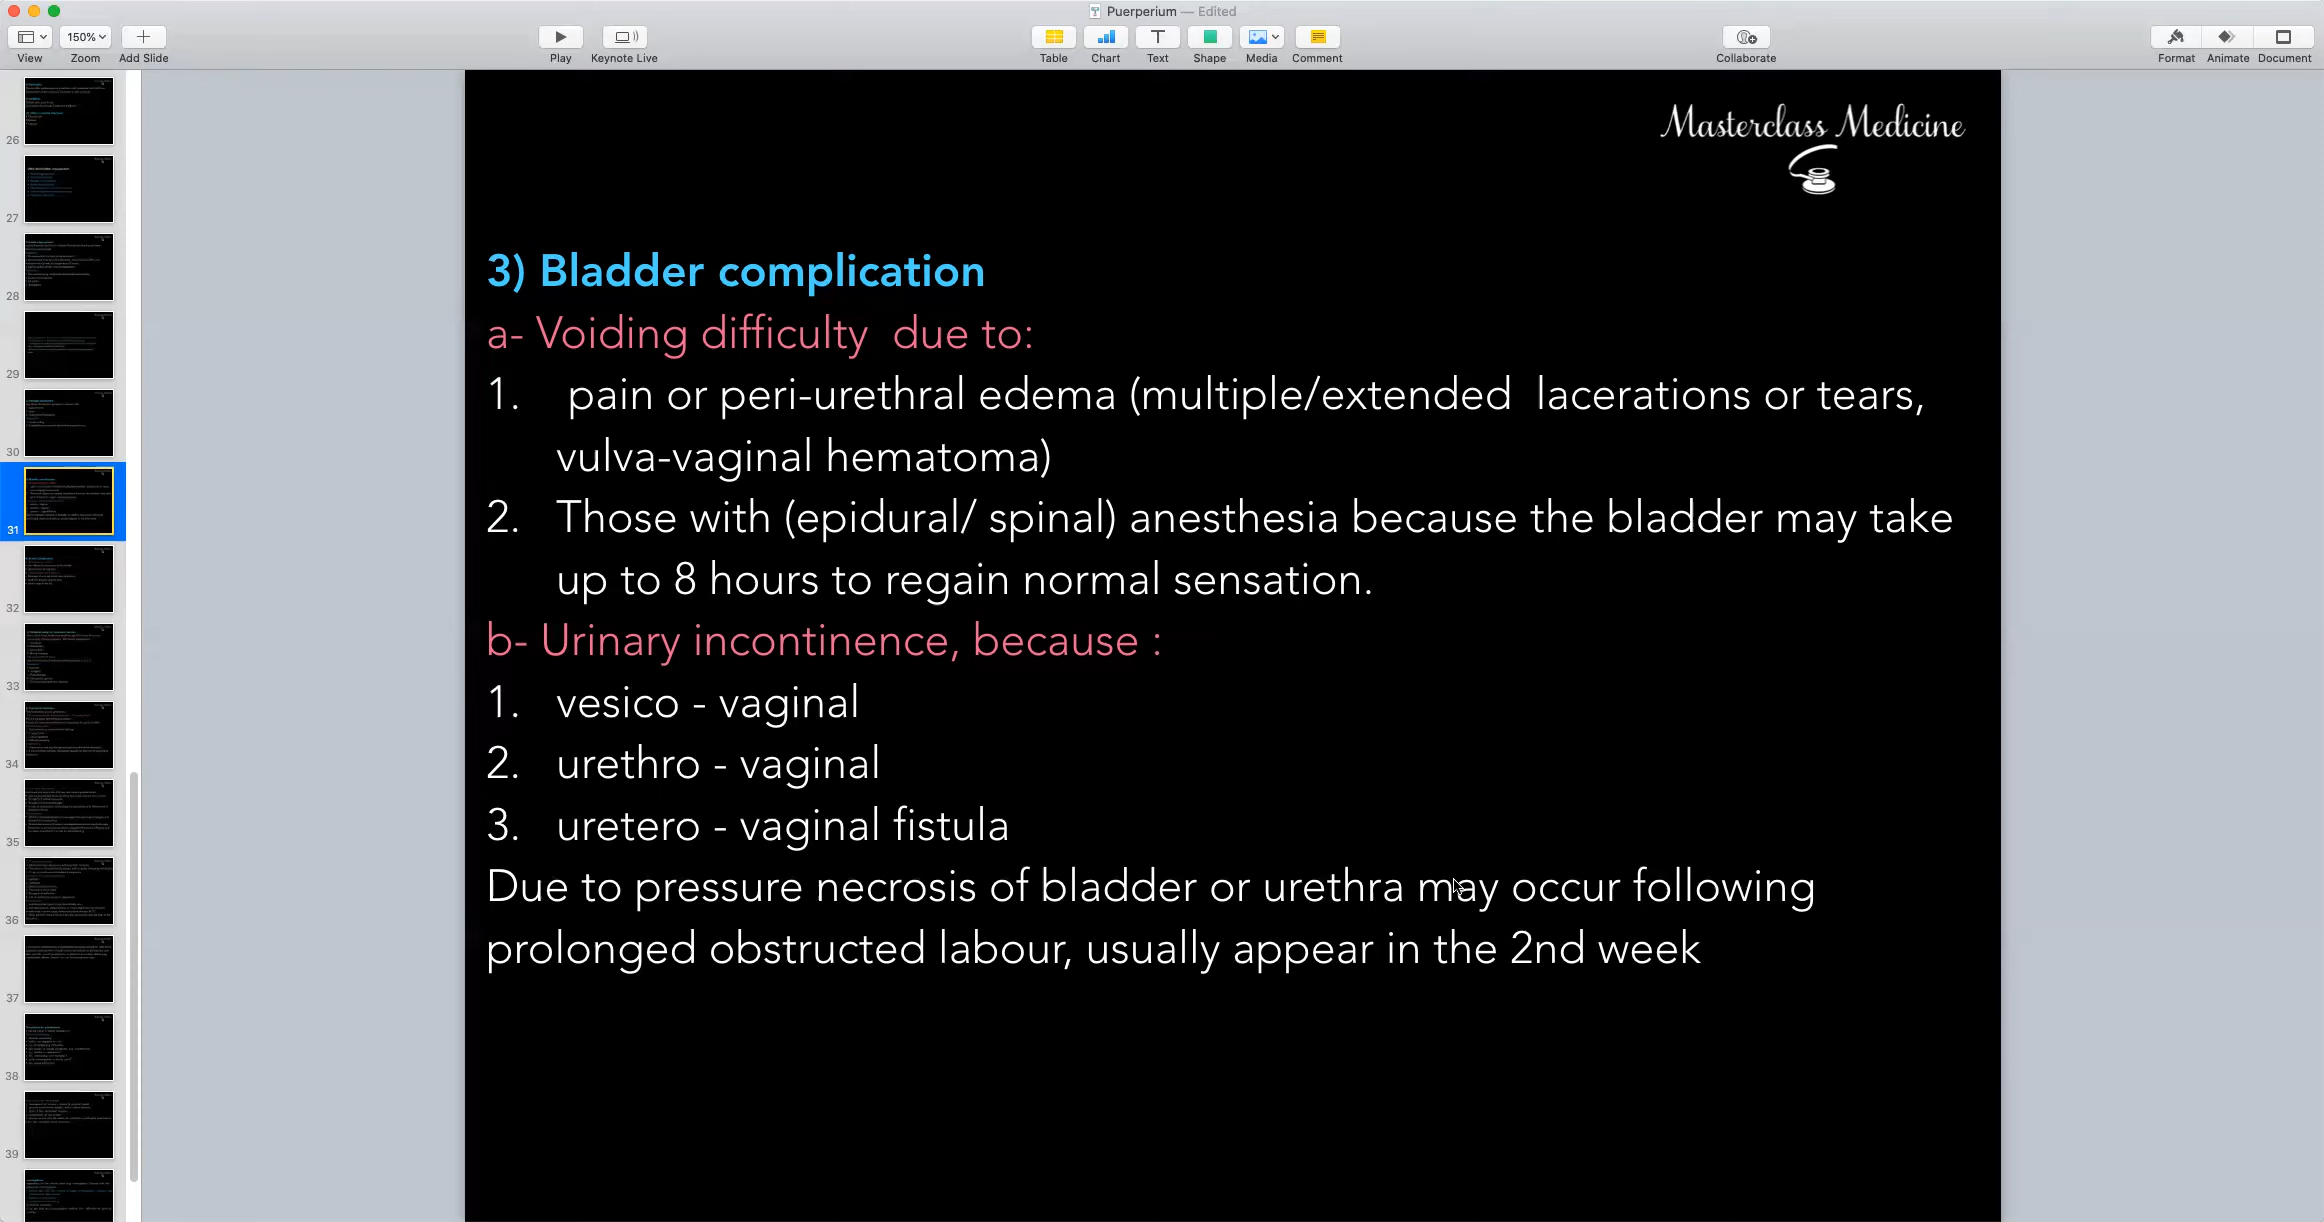 Puerperium — Edited
150%
View Zoom Add Slide Play Keynote Live Table Chart Text Shape Media Comment Collaborate Format Animate Document
Masterclass Medicine
3) Bladder complication
a- Voiding difficulty  due to:
1. pain or peri-urethral edema (multiple/extended  lacerations or tears,
vulva-vaginal hematoma)
2. Those with (epidural/ spinal) anesthesia because the bladder may take
up to 8 hours to regain normal sensation.
b- Urinary incontinence, because :
1. vesico - vaginal
2. urethro - vaginal
3. uretero - vaginal fistula
Due to pressure necrosis of bladder or urethra may occur following
prolonged obstructed labour, usually appear in the 2nd week
26
27
28
29
30
31
32
33
34
35
36
37
38
39